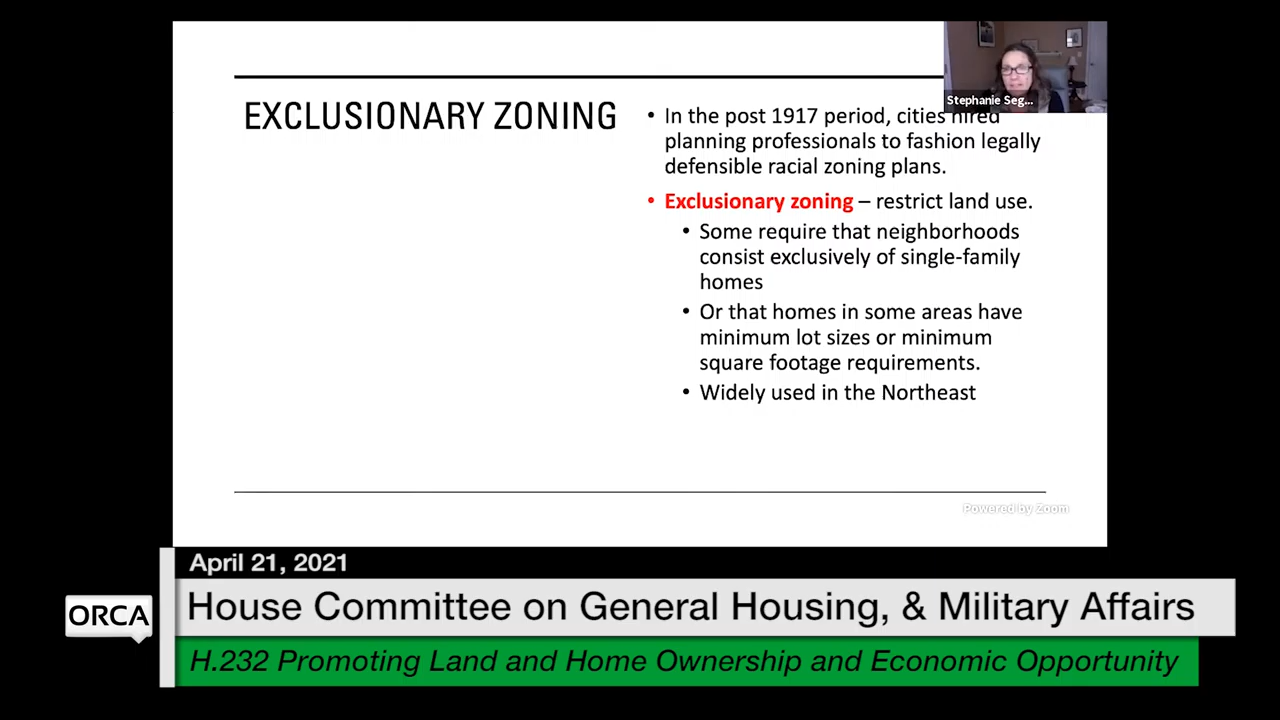 EXCLUSIONARY ZONING
Stephanie Seg...
• In the post 1917 period, cities hired
planning professionals to fashion legally
defensible racial zoning plans.
• Exclusionary zoning – restrict land use.
• Some require that neighborhoods
consist exclusively of single-family
homes
• Or that homes in some areas have
minimum lot sizes or minimum
square footage requirements.
• Widely used in the Northeast
Powered by Zoom
April 21, 2021
ORCA
House Committee on General Housing, & Military Affairs
H.232 Promoting Land and Home Ownership and Economic Opportunity